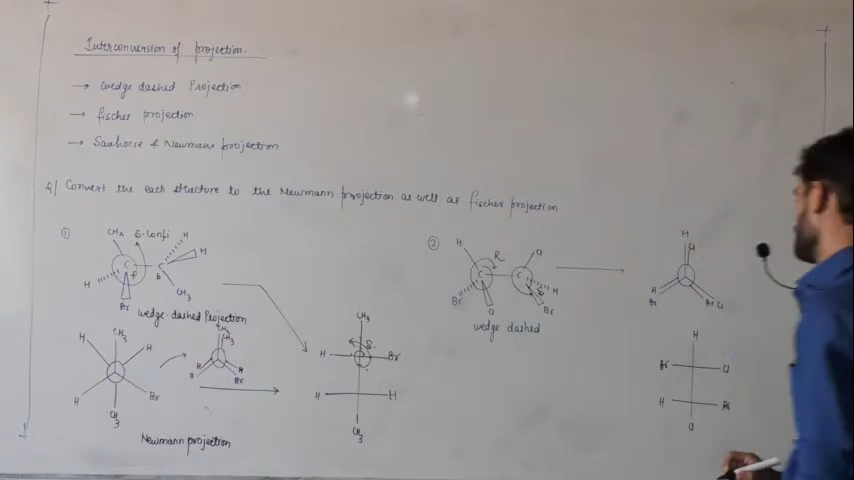 Interconversion of projection.
→ wedge dashed Projection
→ fischer projection
→ Sawhorse & Newmann projection
Q/ Convert the each structure to the Newmann projection as well as fischer projection
①
CH3 S-Confi H
H
C C
f b
H
Br CH3
wedge-dashed Projection
CH3
H H
H Br
CH3
Newmann projection
CH3
CH3
H H
Br
CH3
S
H Br
H H
CH3
②
H R Cl
C C
Br Cl H
S Br
wedge dashed
H
Cl
H
Br Br Cl
H
Br Cl
H Br
Cl